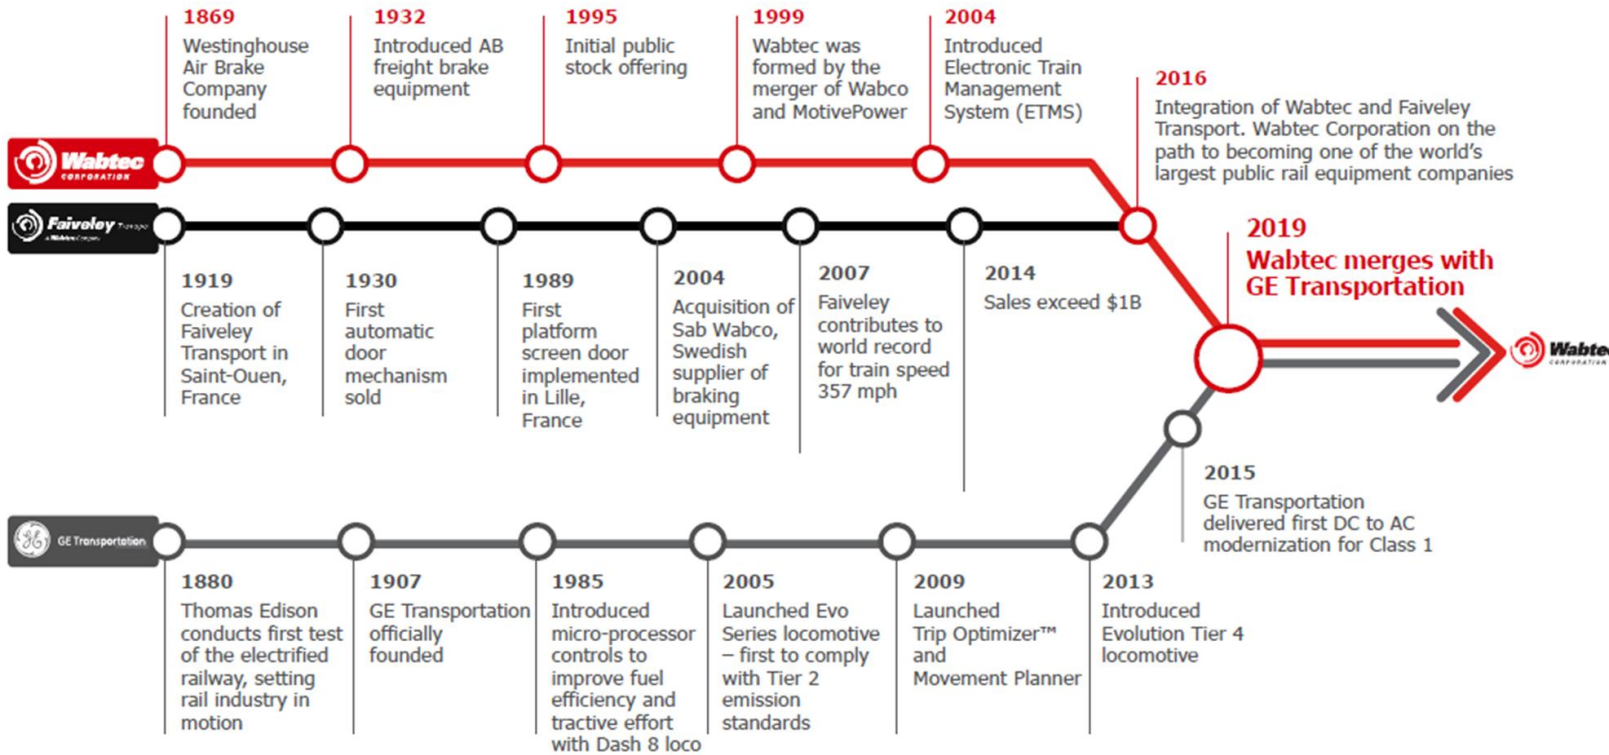 1869
Westinghouse
Air Brake
Company
founded
1932
Introduced AB
freight brake
equipment
1995
Initial public
stock offering
1999
Wabtec was
formed by the
merger of Wabco
and MotivePower
2004
Introduced
Electronic Train
Management
System (ETMS)
2016
Integration of Wabtec and Faiveley
Transport. Wabtec Corporation on the
path to becoming one of the world's
largest public rail equipment companies
Wabtec
CORPORATION
Faiveley Transpo
A Wabtec Company
1919
Creation of
Faiveley
Transport in
Saint-Ouen,
France
1930
First
automatic
door
mechanism
sold
1989
First
platform
screen door
implemented
in Lille,
France
2004
Acquisition of
Sab Wabco,
Swedish
supplier of
braking
equipment
2007
Faiveley
contributes to
world record
for train speed
357 mph
2014
Sales exceed $1B
2019
Wabtec merges with
GE Transportation
Wabte
CORPORATION
2015
GE Transportation
delivered first DC to AC
modernization for Class 1
GE GE Transportation
1880
Thomas Edison
conducts first test
of the electrified
railway, setting
rail industry in
motion
1907
GE Transportation
officially
founded
1985
Introduced
micro-processor
controls to
improve fuel
efficiency and
tractive effort
with Dash 8 loco
2005
Launched Evo
Series locomotive
– first to comply
with Tier 2
emission
standards
2009
Launched
Trip Optimizer™
and
Movement Planner
2013
Introduced
Evolution Tier 4
locomotive